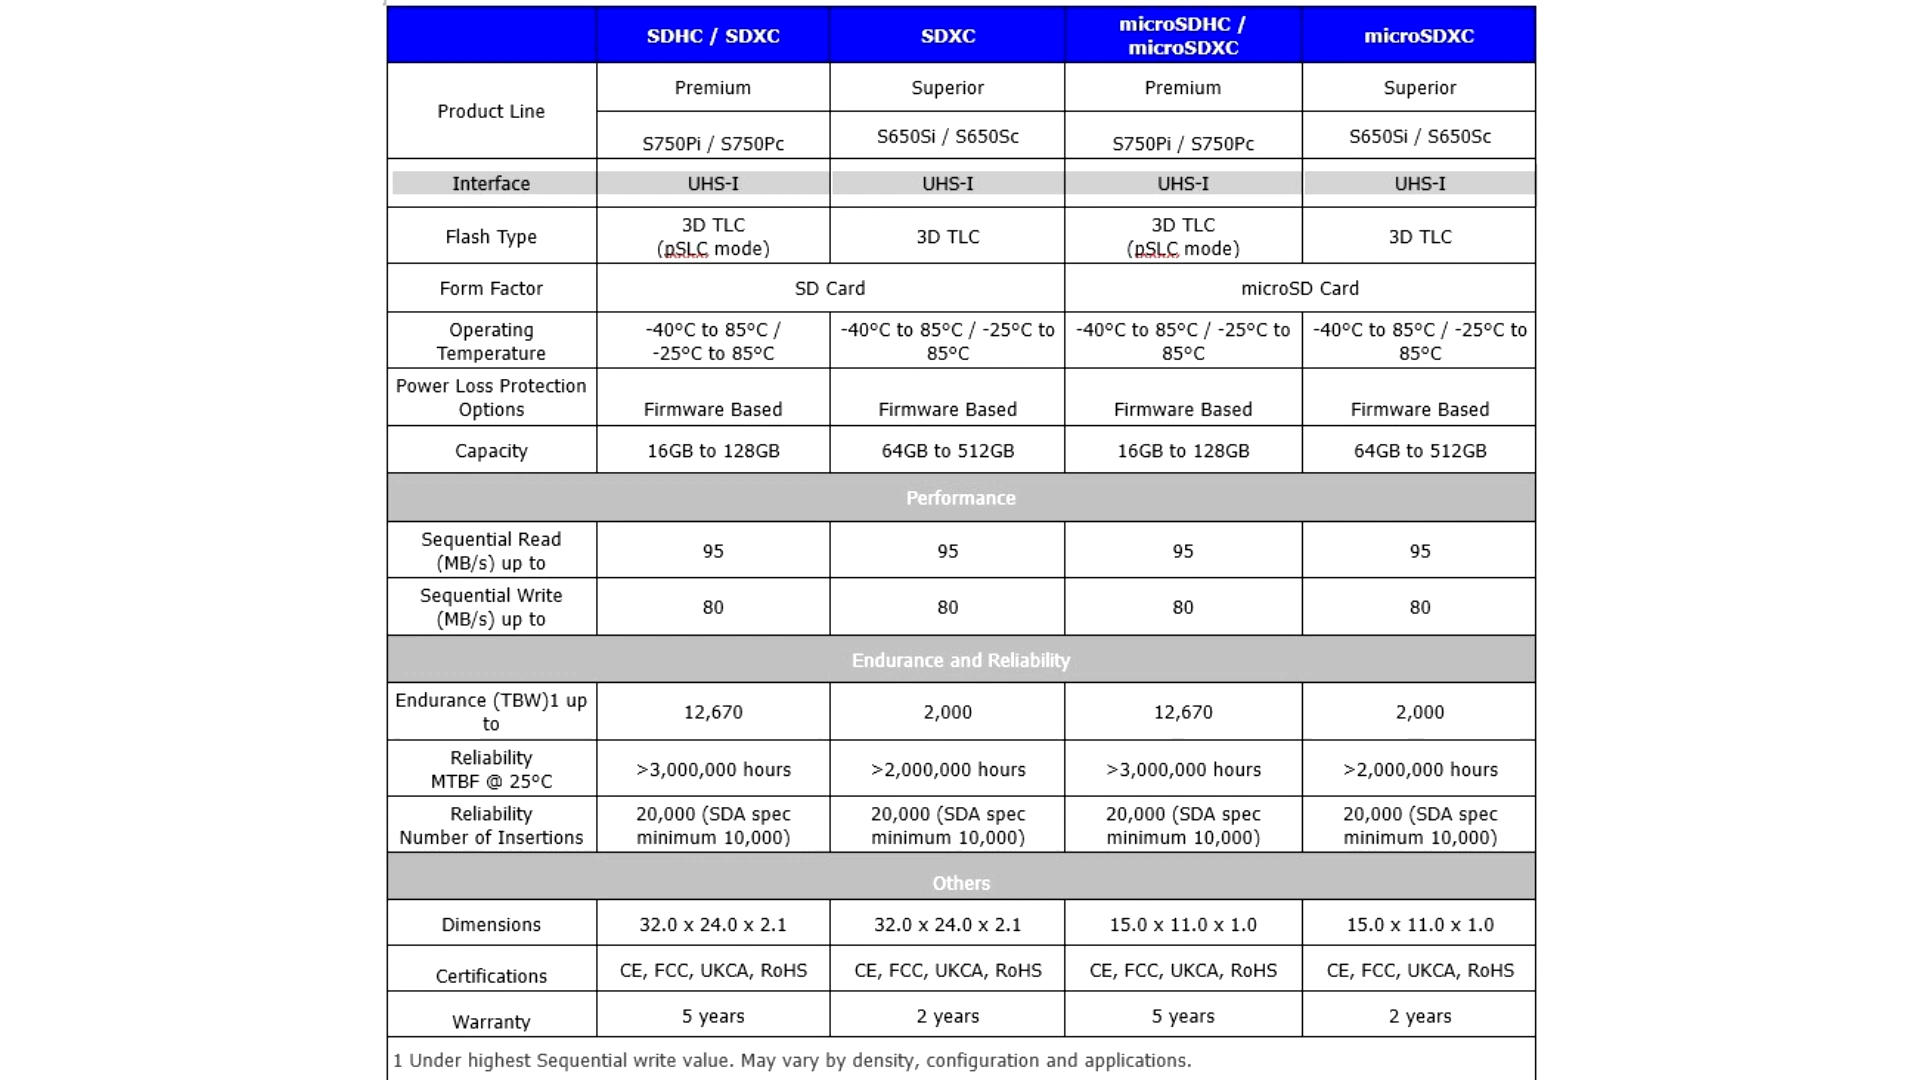 SDHC / SDXC SDXC microSDHC / microSDXC microSDXC
Product Line Premium Superior Premium Superior
S750Pi / S750Pc S650Si / S650Sc S750Pi / S750Pc S650Si / S650Sc
Interface UHS-I UHS-I UHS-I UHS-I
Flash Type 3D TLC (pSLC mode) 3D TLC 3D TLC (pSLC mode) 3D TLC
Form Factor SD Card microSD Card
Operating Temperature -40°C to 85°C / -25°C to 85°C -40°C to 85°C / -25°C to 85°C -40°C to 85°C / -25°C to 85°C -40°C to 85°C / -25°C to 85°C
Power Loss Protection Options Firmware Based Firmware Based Firmware Based Firmware Based
Capacity 16GB to 128GB 64GB to 512GB 16GB to 128GB 64GB to 512GB
Performance
Sequential Read (MB/s) up to 95 95 95 95
Sequential Write (MB/s) up to 80 80 80 80
Endurance and Reliability
Endurance (TBW)1 up to 12,670 2,000 12,670 2,000
Reliability MTBF @ 25°C >3,000,000 hours >2,000,000 hours >3,000,000 hours >2,000,000 hours
Reliability Number of Insertions 20,000 (SDA spec minimum 10,000) 20,000 (SDA spec minimum 10,000) 20,000 (SDA spec minimum 10,000) 20,000 (SDA spec minimum 10,000)
Others
Dimensions 32.0 x 24.0 x 2.1 32.0 x 24.0 x 2.1 15.0 x 11.0 x 1.0 15.0 x 11.0 x 1.0
Certifications CE, FCC, UKCA, RoHS CE, FCC, UKCA, RoHS CE, FCC, UKCA, RoHS CE, FCC, UKCA, RoHS
Warranty 5 years 2 years 5 years 2 years
1 Under highest Sequential write value. May vary by density, configuration and applications.